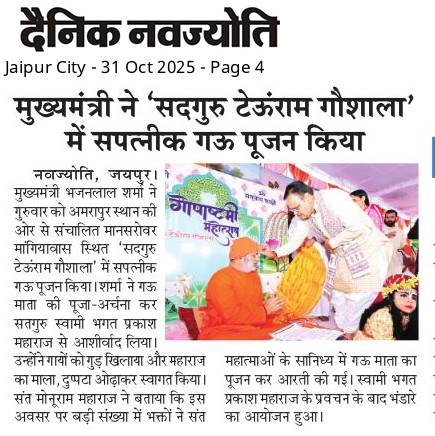 दैनिक नवज्योति
Jaipur City - 31 Oct 2025 - Page 4
मुख्यमंत्री ने ‘सदगुरु टेऊंराम गौशाला’
में सपत्नीक गऊ पूजन किया
नवज्योति, जयपुर।
मुख्यमंत्री भजनलाल शर्मा ने
गुरुवार को अमरापुर स्थान की
ओर से संचालित मानसरोवर
मांगियावास स्थित ‘सदगुरु
टेऊंराम गौशाला’ में सपत्नीक
गऊ पूजन किया। शर्मा ने गऊ
माता की पूजा-अर्चना कर
सतगुरु स्वामी भगत प्रकाश
महाराज से आशीर्वाद लिया।
उन्होंने गायों को गुड़ खिलाया और महाराज
का माला, दुपट्टा ओढ़ाकर स्वागत किया।
संत मोनूराम महाराज ने बताया कि इस
अवसर पर बड़ी संख्या में भक्तों ने संत
गोपाष्टमी
महोत्सव
महात्माओं के सानिध्य में गऊ माता का
पूजन कर आरती की गई। स्वामी भगत
प्रकाश महाराज के प्रवचन के बाद भंडारे
का आयोजन हुआ।